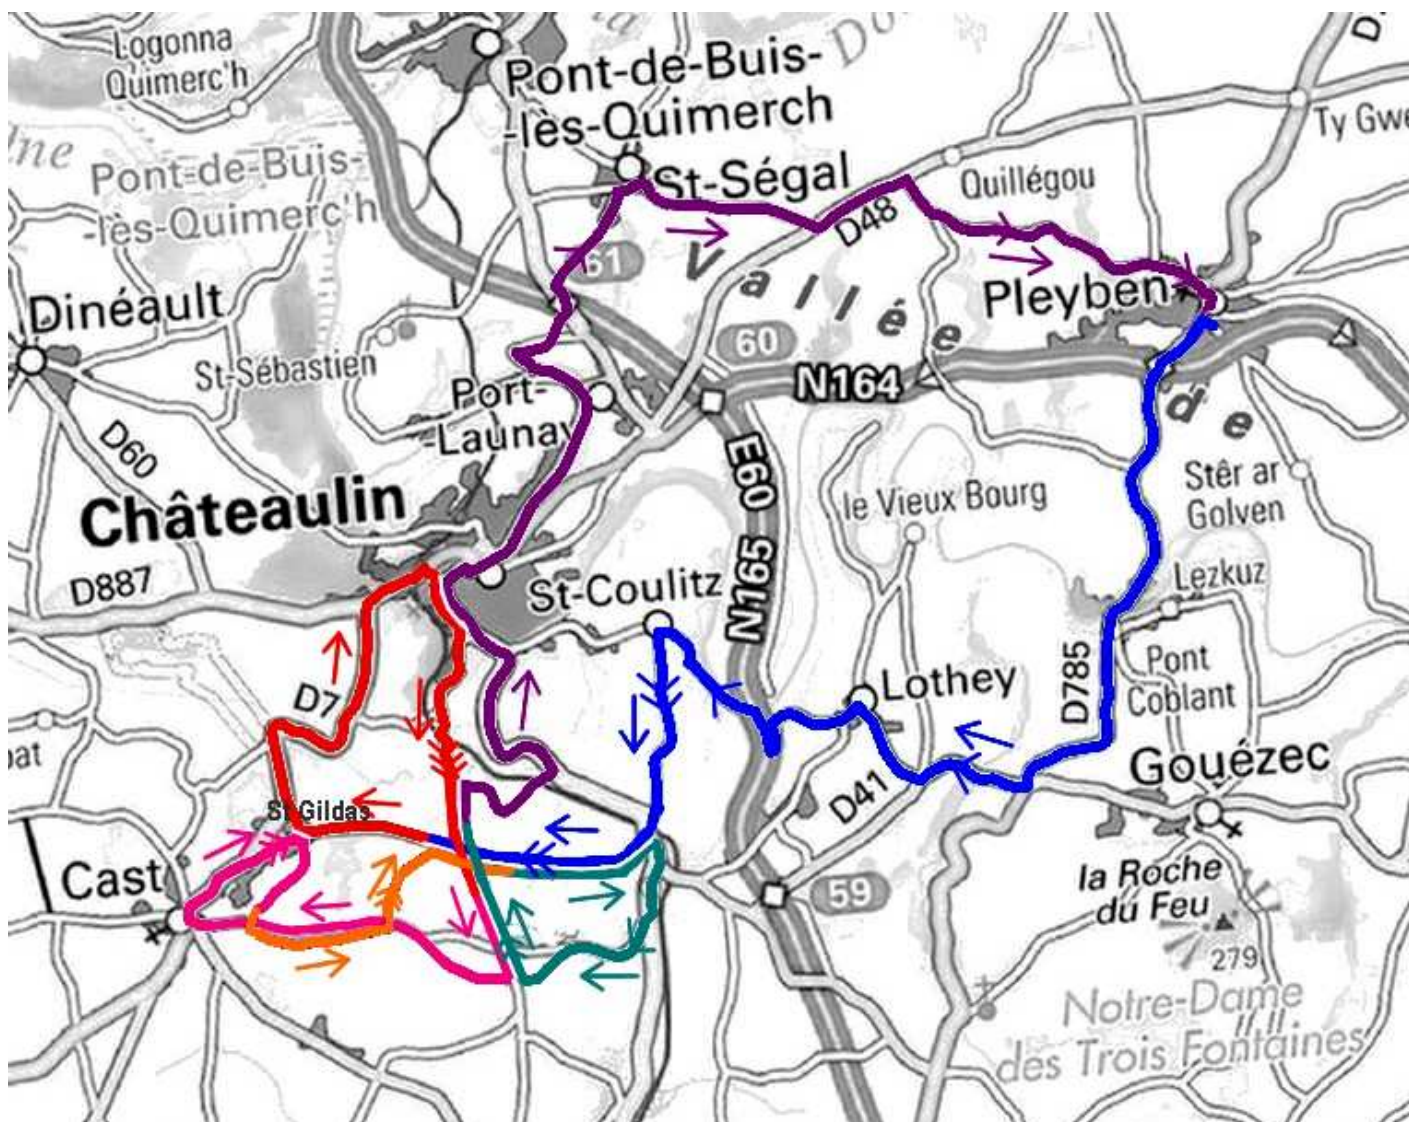 Logonna
Quimerc'h
Pont-de-Buis-
-lès-Quimerch
Pont-de-Buis-
-lès-Quimerc'h
St-Ségal
Quillégou
D48
61
Vallée
de
Dinéault
St-Sébastien
60
N164
Pleyben
Port-
-Launay
D60
E60
N165
Châteaulin
le Vieux Bourg
Stêr ar
Golven
D887
St-Coulitz
Lezkuz
D7
Lothey
D785
Pont
Coblant
Gouézec
St Gildas
D41
Cast
59
la Roche
du Feu
279
Notre-Dame
des Trois Fontaines